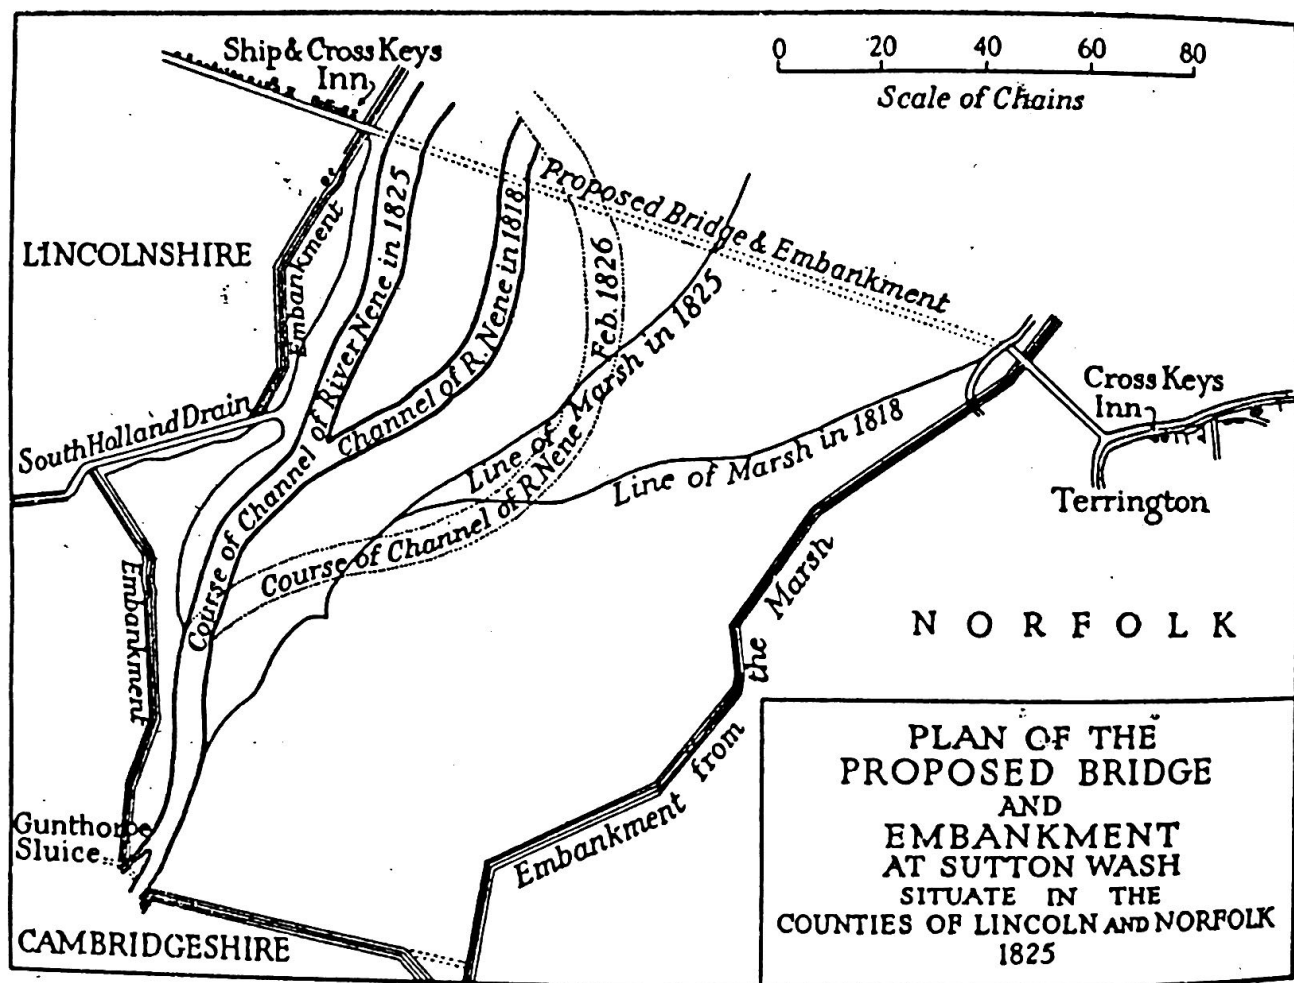 Ship & Cross Keys
Inn
0 20 40 60 80
Scale of Chains
LINCOLNSHIRE
Embankment
Proposed Bridge & Embankment
Course of Channel of River Nene in 1825
Channel of R. Nene in 1818
Course of Channel of R. Nene Feb. 1826
Line of Marsh in 1825
Line of Marsh in 1818
South Holland Drain
Cross Keys
Inn
Terrington
Embankment
Embankment from the Marsh
NORFOLK
Gunthorpe
Sluice
CAMBRIDGESHIRE
PLAN OF THE
PROPOSED BRIDGE
AND
EMBANKMENT
AT SUTTON WASH
SITUATE IN THE
COUNTIES OF LINCOLN AND NORFOLK
1825